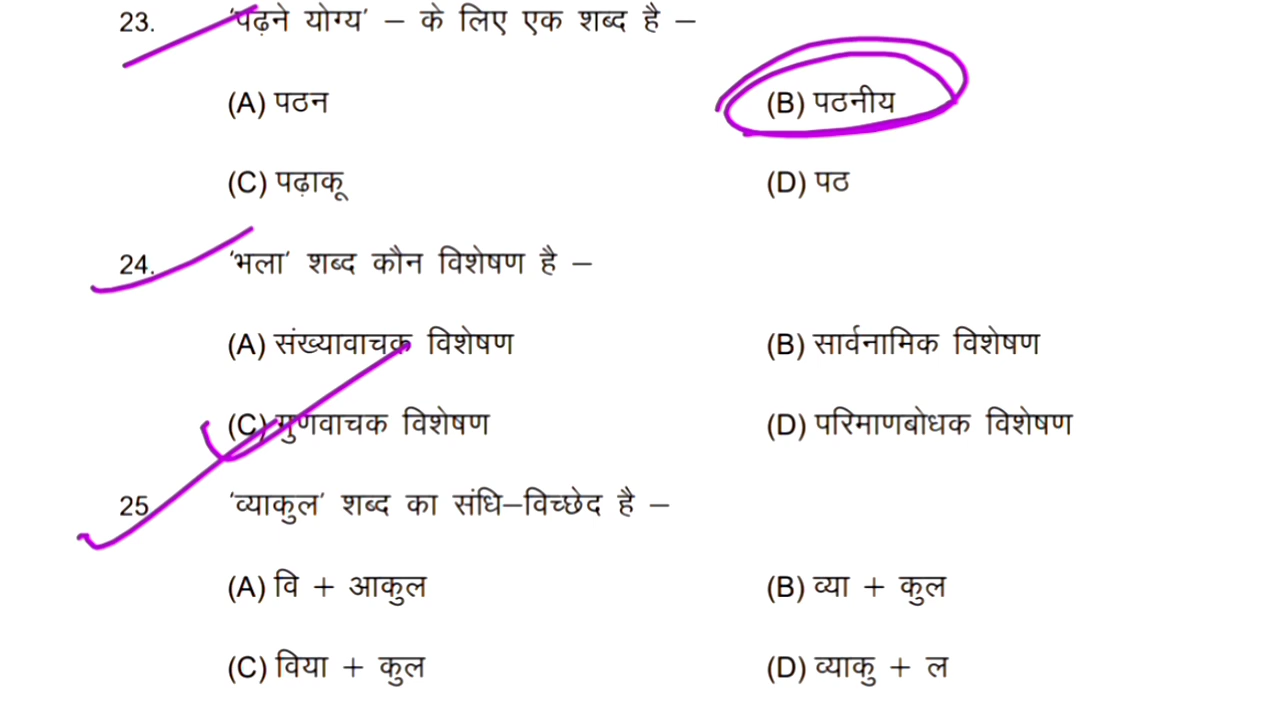 23. 'पढ़ने योग्य' – के लिए एक शब्द है –
(A) पठन (B) पठनीय
(C) पढ़ाकू (D) पठ
24. 'भला' शब्द कौन विशेषण है –
(A) संख्यावाचक विशेषण (B) सार्वनामिक विशेषण
(C) गुणवाचक विशेषण (D) परिमाणबोधक विशेषण
25 'व्याकुल' शब्द का संधि–विच्छेद है –
(A) वि + आकुल (B) व्या + कुल
(C) विया + कुल (D) व्याकु + ल